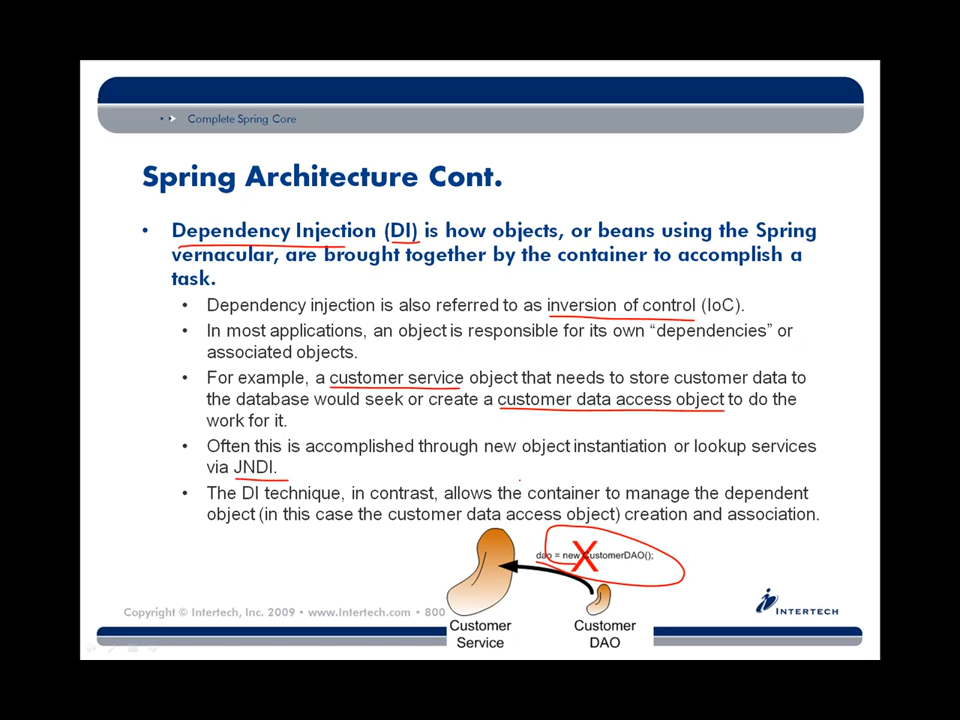 Complete Spring Core
Spring Architecture Cont.
• Dependency Injection (DI) is how objects, or beans using the Spring
vernacular, are brought together by the container to accomplish a
task.
• Dependency injection is also referred to as inversion of control (IoC).
• In most applications, an object is responsible for its own “dependencies” or
associated objects.
• For example, a customer service object that needs to store customer data to
the database would seek or create a customer data access object to do the
work for it.
• Often this is accomplished through new object instantiation or lookup services
via JNDI.
• The DI technique, in contrast, allows the container to manage the dependent
object (in this case the customer data access object) creation and association.
dao = new CustomerDAO();
X
Copyright © Intertech, Inc. 2009 • www.Intertech.com • 800
INTERTECH
Customer
Service
Customer
DAO